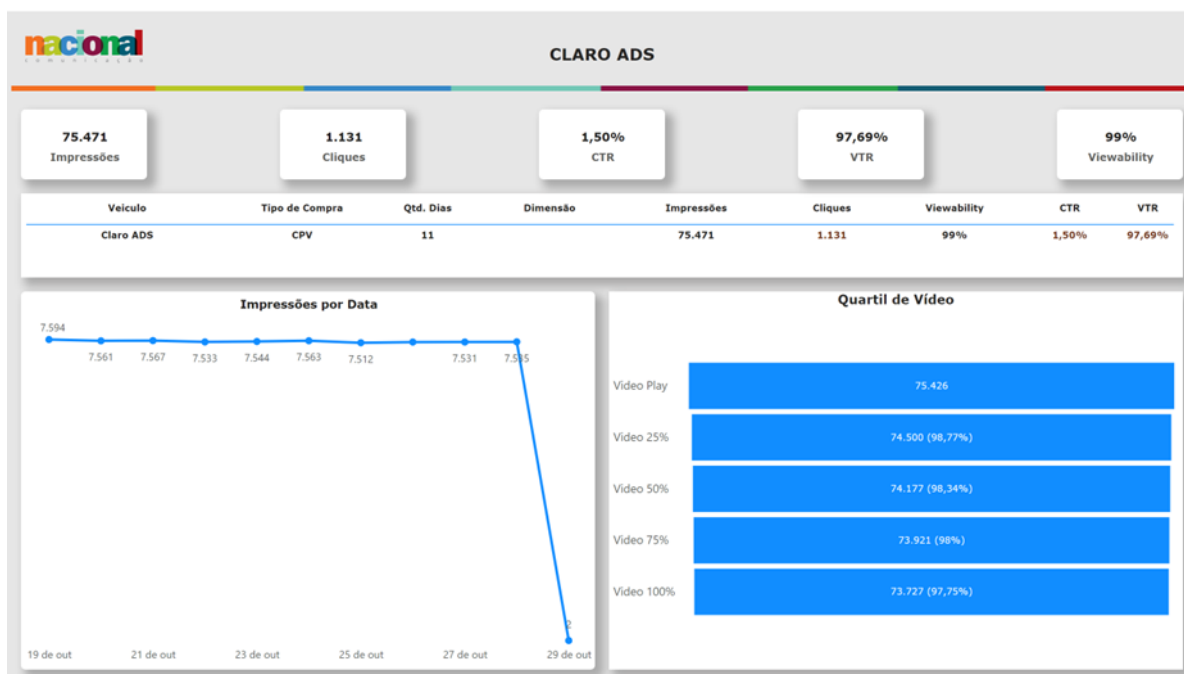 nacional
comunicação
CLARO ADS
75.471
Impressões
1.131
Cliques
1,50%
CTR
97,69%
VTR
99%
Viewability
Veiculo Tipo de Compra Qtd. Dias Dimensão Impressões Cliques Viewability CTR VTR
Claro ADS CPV 11 75.471 1.131 99% 1,50% 97,69%
Impressões por Data
7.594
7.561 7.567 7.533 7.544 7.563 7.512 7.531
2
19 de out 21 de out 23 de out 25 de out 27 de out 29 de out
Quartil de Vídeo
Video Play 75.426
Video 25% 74.500 (98,77%)
Video 50% 74.177 (98,34%)
Video 75% 73.921 (98%)
Video 100% 73.727 (97,75%)